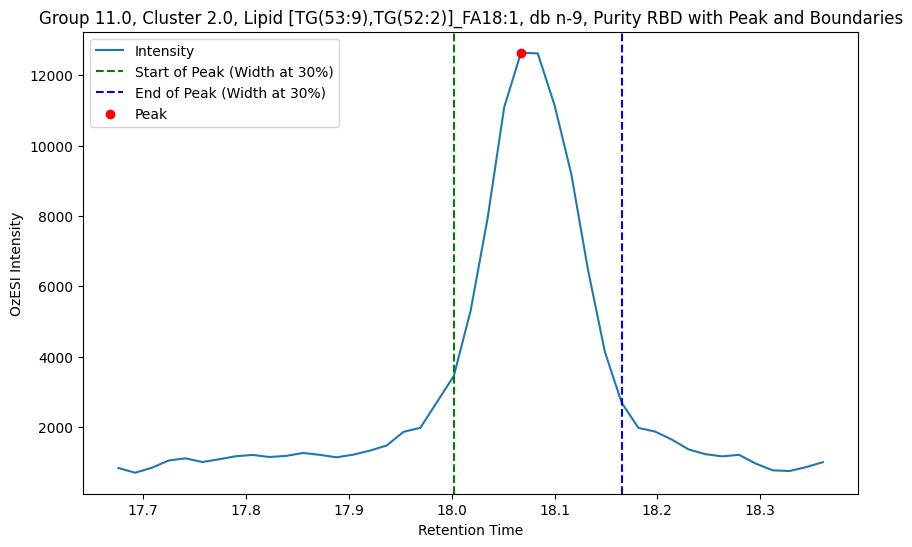 Group 11.0, Cluster 2.0, Lipid [TG(53:9),TG(52:2)]_FA18:1, db n-9, Purity RBD with Peak and Boundaries
Intensity
Start of Peak (Width at 30%)
End of Peak (Width at 30%)
Peak
OzESI Intensity
12000
10000
8000
6000
4000
2000
17.7 17.8 17.9 18.0 18.1 18.2 18.3
Retention Time